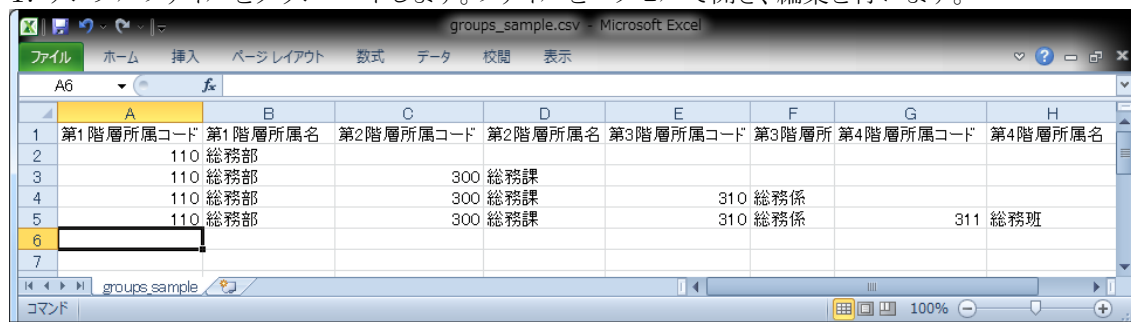 groups_sample.csv - Microsoft Excel
ファイル ホーム 挿入 ページ レイアウト 数式 データ 校閲 表示
A6 fx
A B C D E F G H
1 第1階層所属コード 第1階層所属名 第2階層所属コード 第2階層所属名 第3階層所属コード 第3階層所 第4階層所属コード 第4階層所属名
2 110 総務部
3 110 総務部 300 総務課
4 110 総務部 300 総務課 310 総務係
5 110 総務部 300 総務課 310 総務係 311 総務班
6
7
groups_sample
コマンド 100%